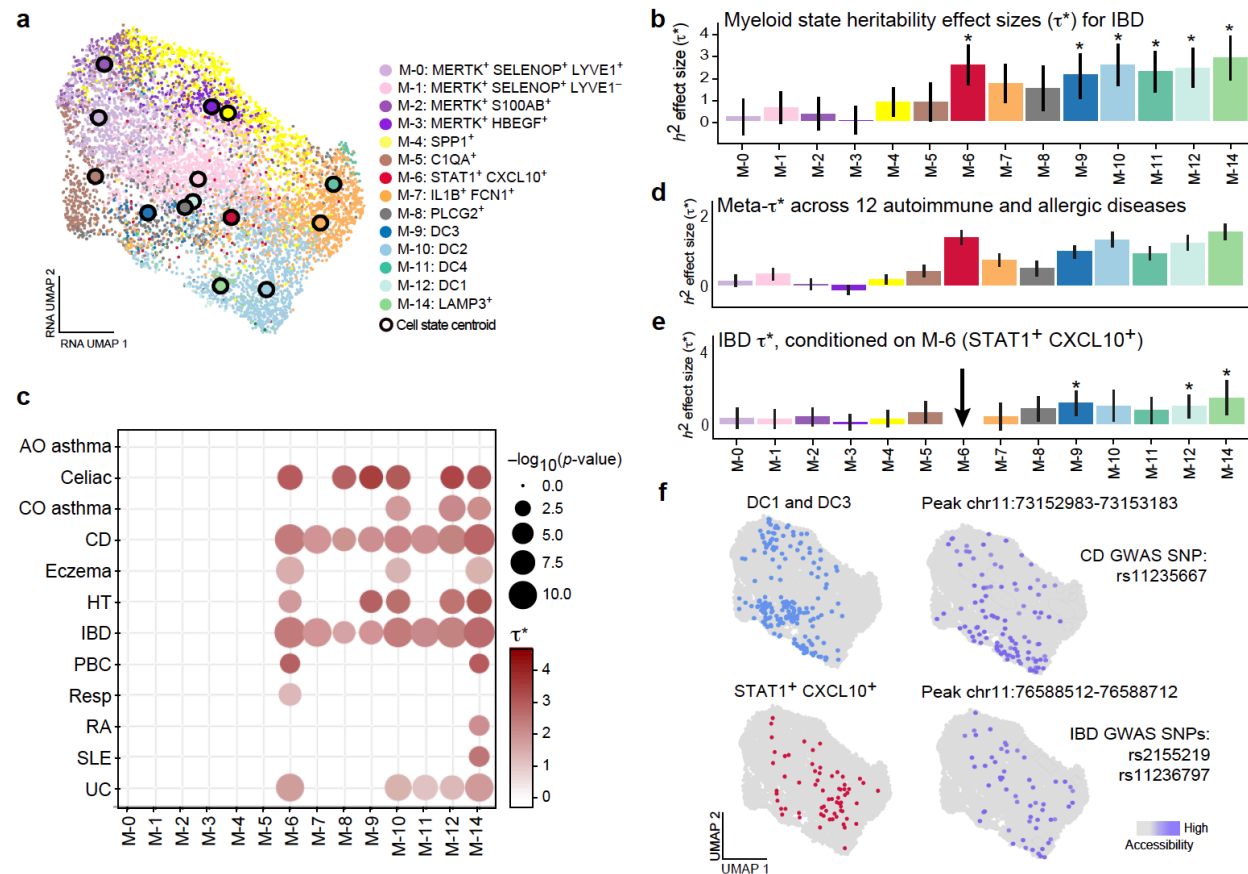 a
M-0: MERTK⁺ SELENOP⁺ LYVE1⁺
M-1: MERTK⁺ SELENOP⁺ LYVE1⁻
M-2: MERTK⁺ S100AB⁺
M-3: MERTK⁺ HBEGF⁺
M-4: SPP1⁺
M-5: C1QA⁺
M-6: STAT1⁺ CXCL10⁺
M-7: IL1B⁺ FCN1⁺
M-8: PLCG2⁺
M-9: DC3
M-10: DC2
M-11: DC4
M-12: DC1
M-14: LAMP3⁺
Cell state centroid
RNA UMAP 2
RNA UMAP 1
b
Myeloid state heritability effect sizes (τ*) for IBD
h² effect size (τ*)
4
3
2
1
0
* * * * * *
M-0 M-1 M-2 M-3 M-4 M-5 M-6 M-7 M-8 M-9 M-10 M-11 M-12 M-14
d
Meta-τ* across 12 autoimmune and allergic diseases
h² effect size (τ*)
2
0
e
IBD τ*, conditioned on M-6 (STAT1⁺ CXCL10⁺)
h² effect size (τ*)
4
0
* * *
M-0 M-1 M-2 M-3 M-4 M-5 M-6 M-7 M-8 M-9 M-10 M-11 M-12 M-14
c
AO asthma
Celiac
CO asthma
CD
Eczema
HT
IBD
PBC
Resp
RA
SLE
UC
M-0 M-1 M-2 M-3 M-4 M-5 M-6 M-7 M-8 M-9 M-10 M-11 M-12 M-14
–log₁₀(p-value)
0.0
2.5
5.0
7.5
10.0
τ*
4
3
2
1
0
f
DC1 and DC3
Peak chr11:73152983-73153183
CD GWAS SNP:
rs11235667
STAT1⁺ CXCL10⁺
Peak chr11:76588512-76588712
IBD GWAS SNPs:
rs2155219
rs11236797
UMAP 2
UMAP 1
High
Accessibility